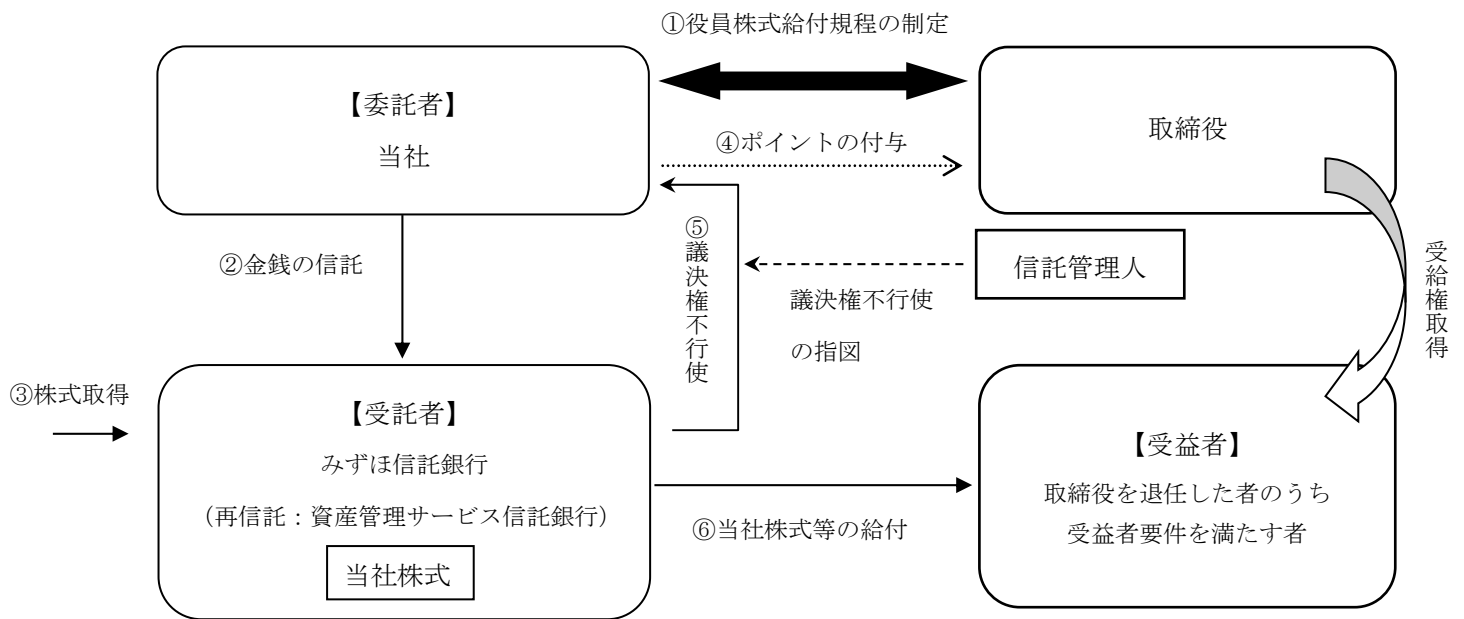 ①役員株式給付規程の制定
【委託者】
当社
取締役
④ポイントの付与
②金銭の信託
⑤議決権不行使
信託管理人
議決権不行使
の指図
受給権取得
③株式取得
【受託者】
みずほ信託銀行
（再信託：資産管理サービス信託銀行）
当社株式
⑥当社株式等の給付
【受益者】
取締役を退任した者のうち
受益者要件を満たす者